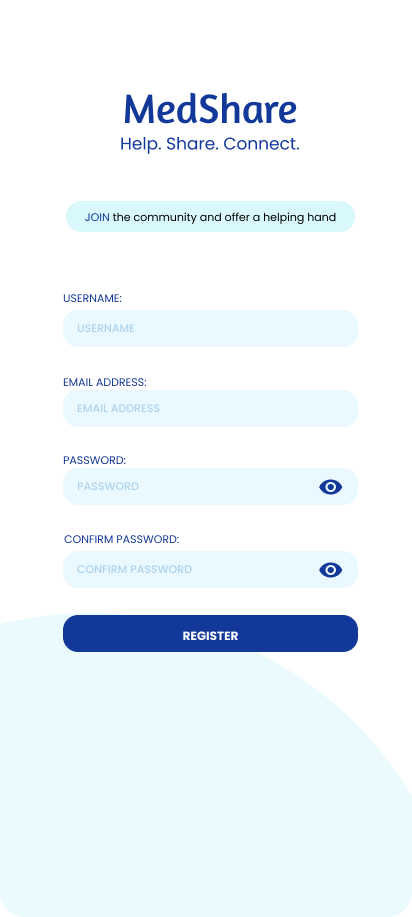 MedShare
Help. Share. Connect.
JOIN the community and offer a helping hand
USERNAME:
USERNAME
EMAIL ADDRESS:
EMAIL ADDRESS
PASSWORD:
PASSWORD
CONFIRM PASSWORD:
CONFIRM PASSWORD
REGISTER